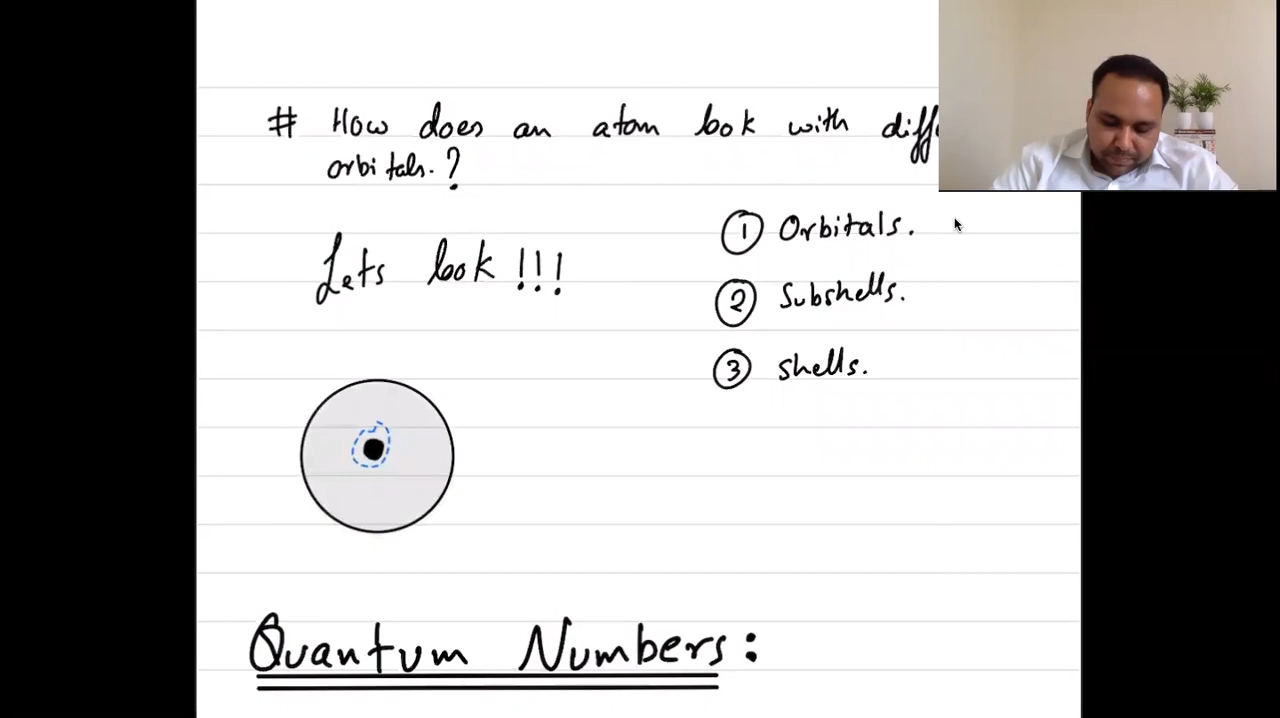 # How does an atom look with
orbitals.?
Lets look !!!
① Orbitals.
② Subshells.
③ shells.
Quantum Numbers: